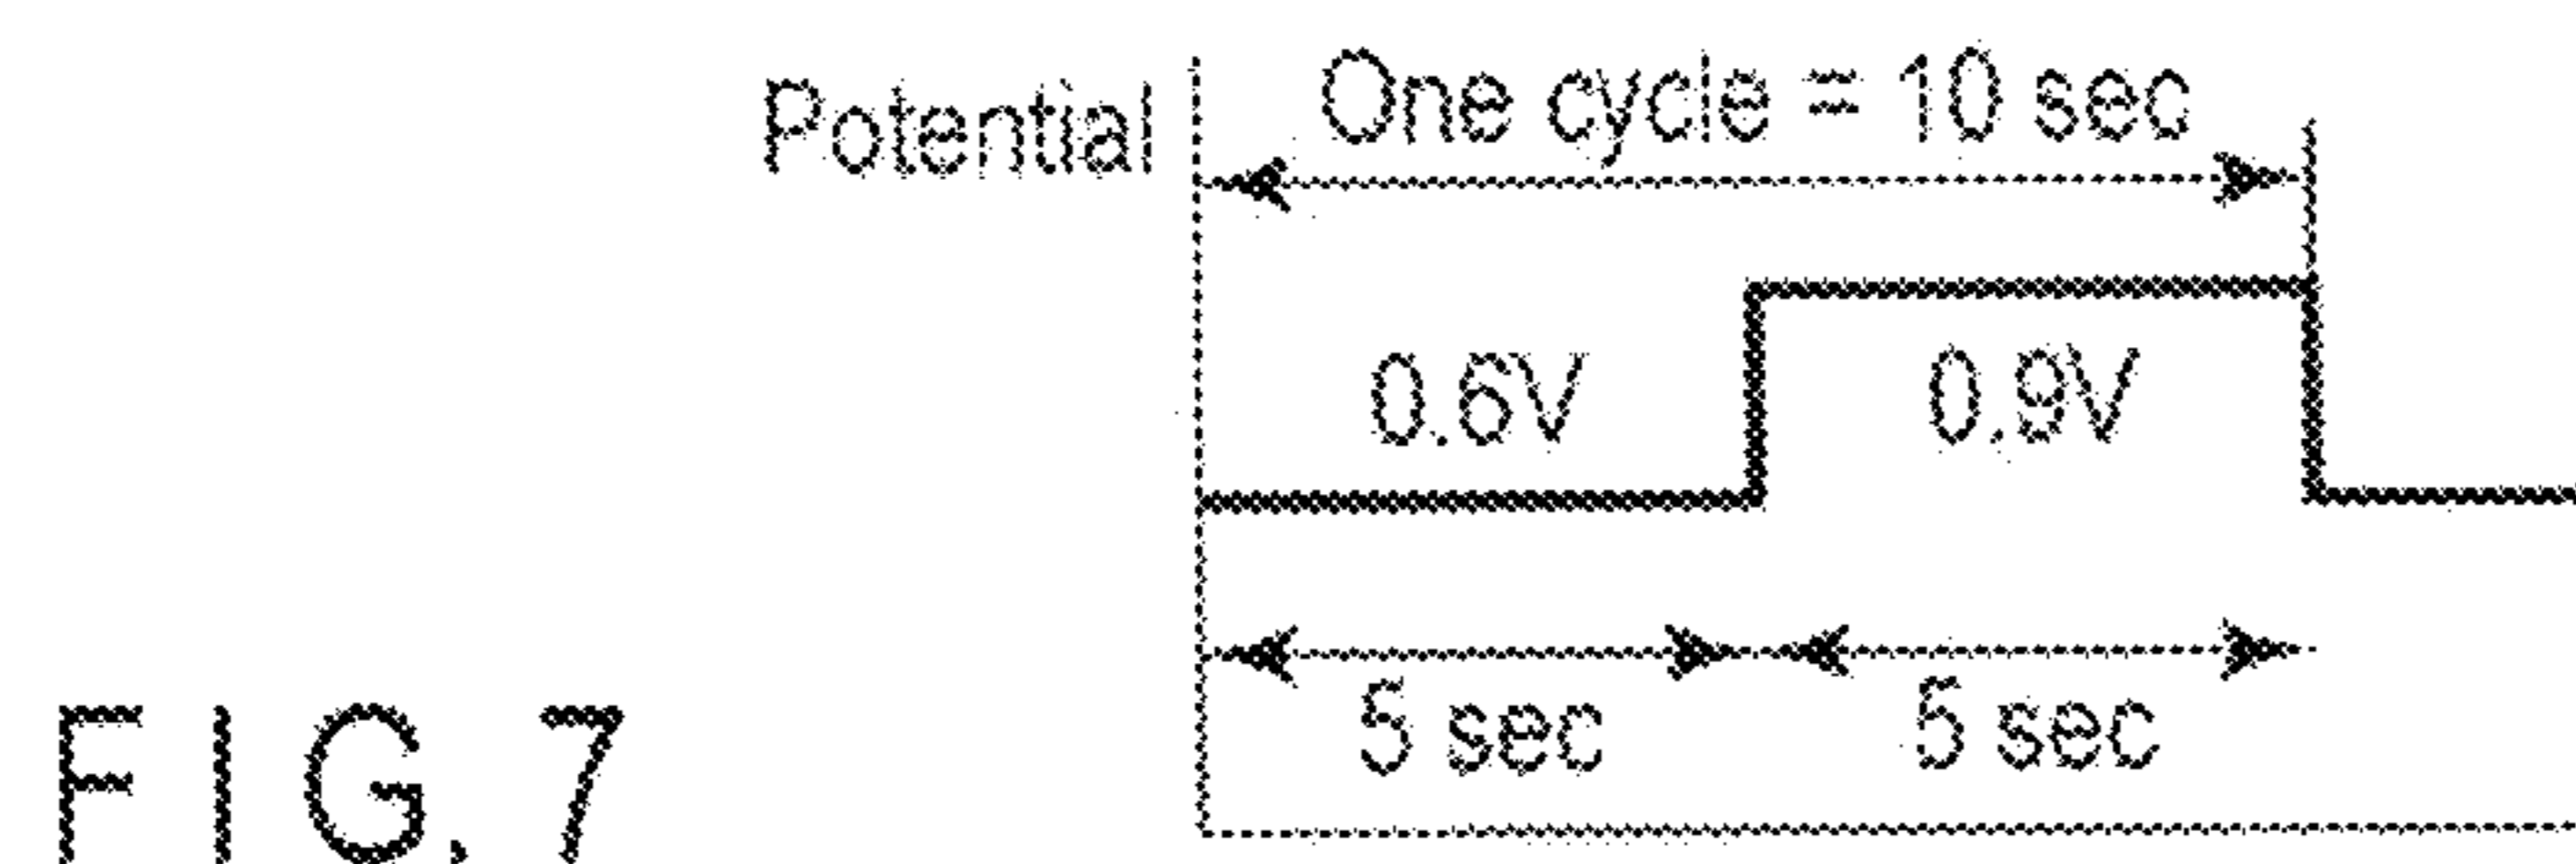 Potential
One cycle = 10 sec
0.6V
0.9V
5 sec
5 sec
FIG. 7